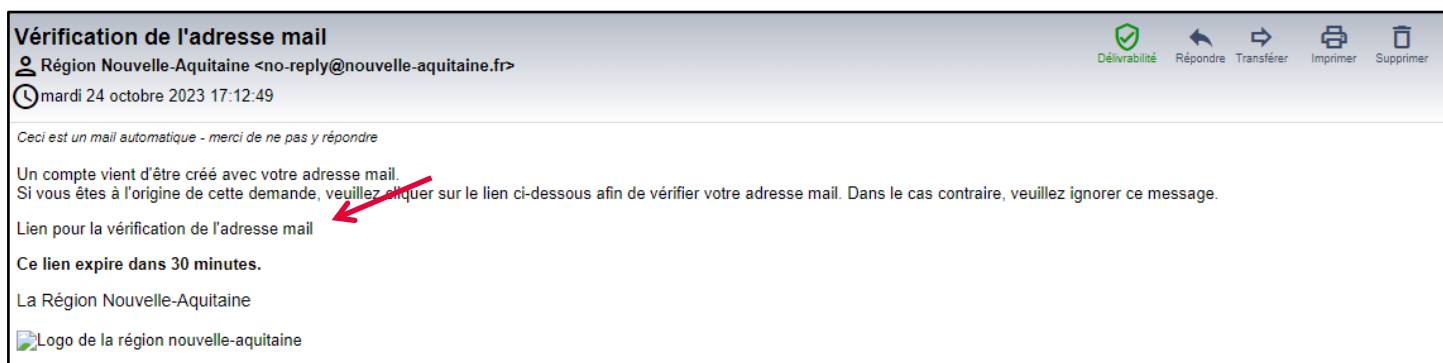 Vérification de l'adresse mail
Délivrabilité Répondre Transférer Imprimer Supprimer
Région Nouvelle-Aquitaine <no-reply@nouvelle-aquitaine.fr>
mardi 24 octobre 2023 17:12:49
Ceci est un mail automatique - merci de ne pas y répondre
Un compte vient d'être créé avec votre adresse mail.
Si vous êtes à l'origine de cette demande, veuillez cliquer sur le lien ci-dessous afin de vérifier votre adresse mail. Dans le cas contraire, veuillez ignorer ce message.
Lien pour la vérification de l'adresse mail
Ce lien expire dans 30 minutes.
La Région Nouvelle-Aquitaine
Logo de la région nouvelle-aquitaine